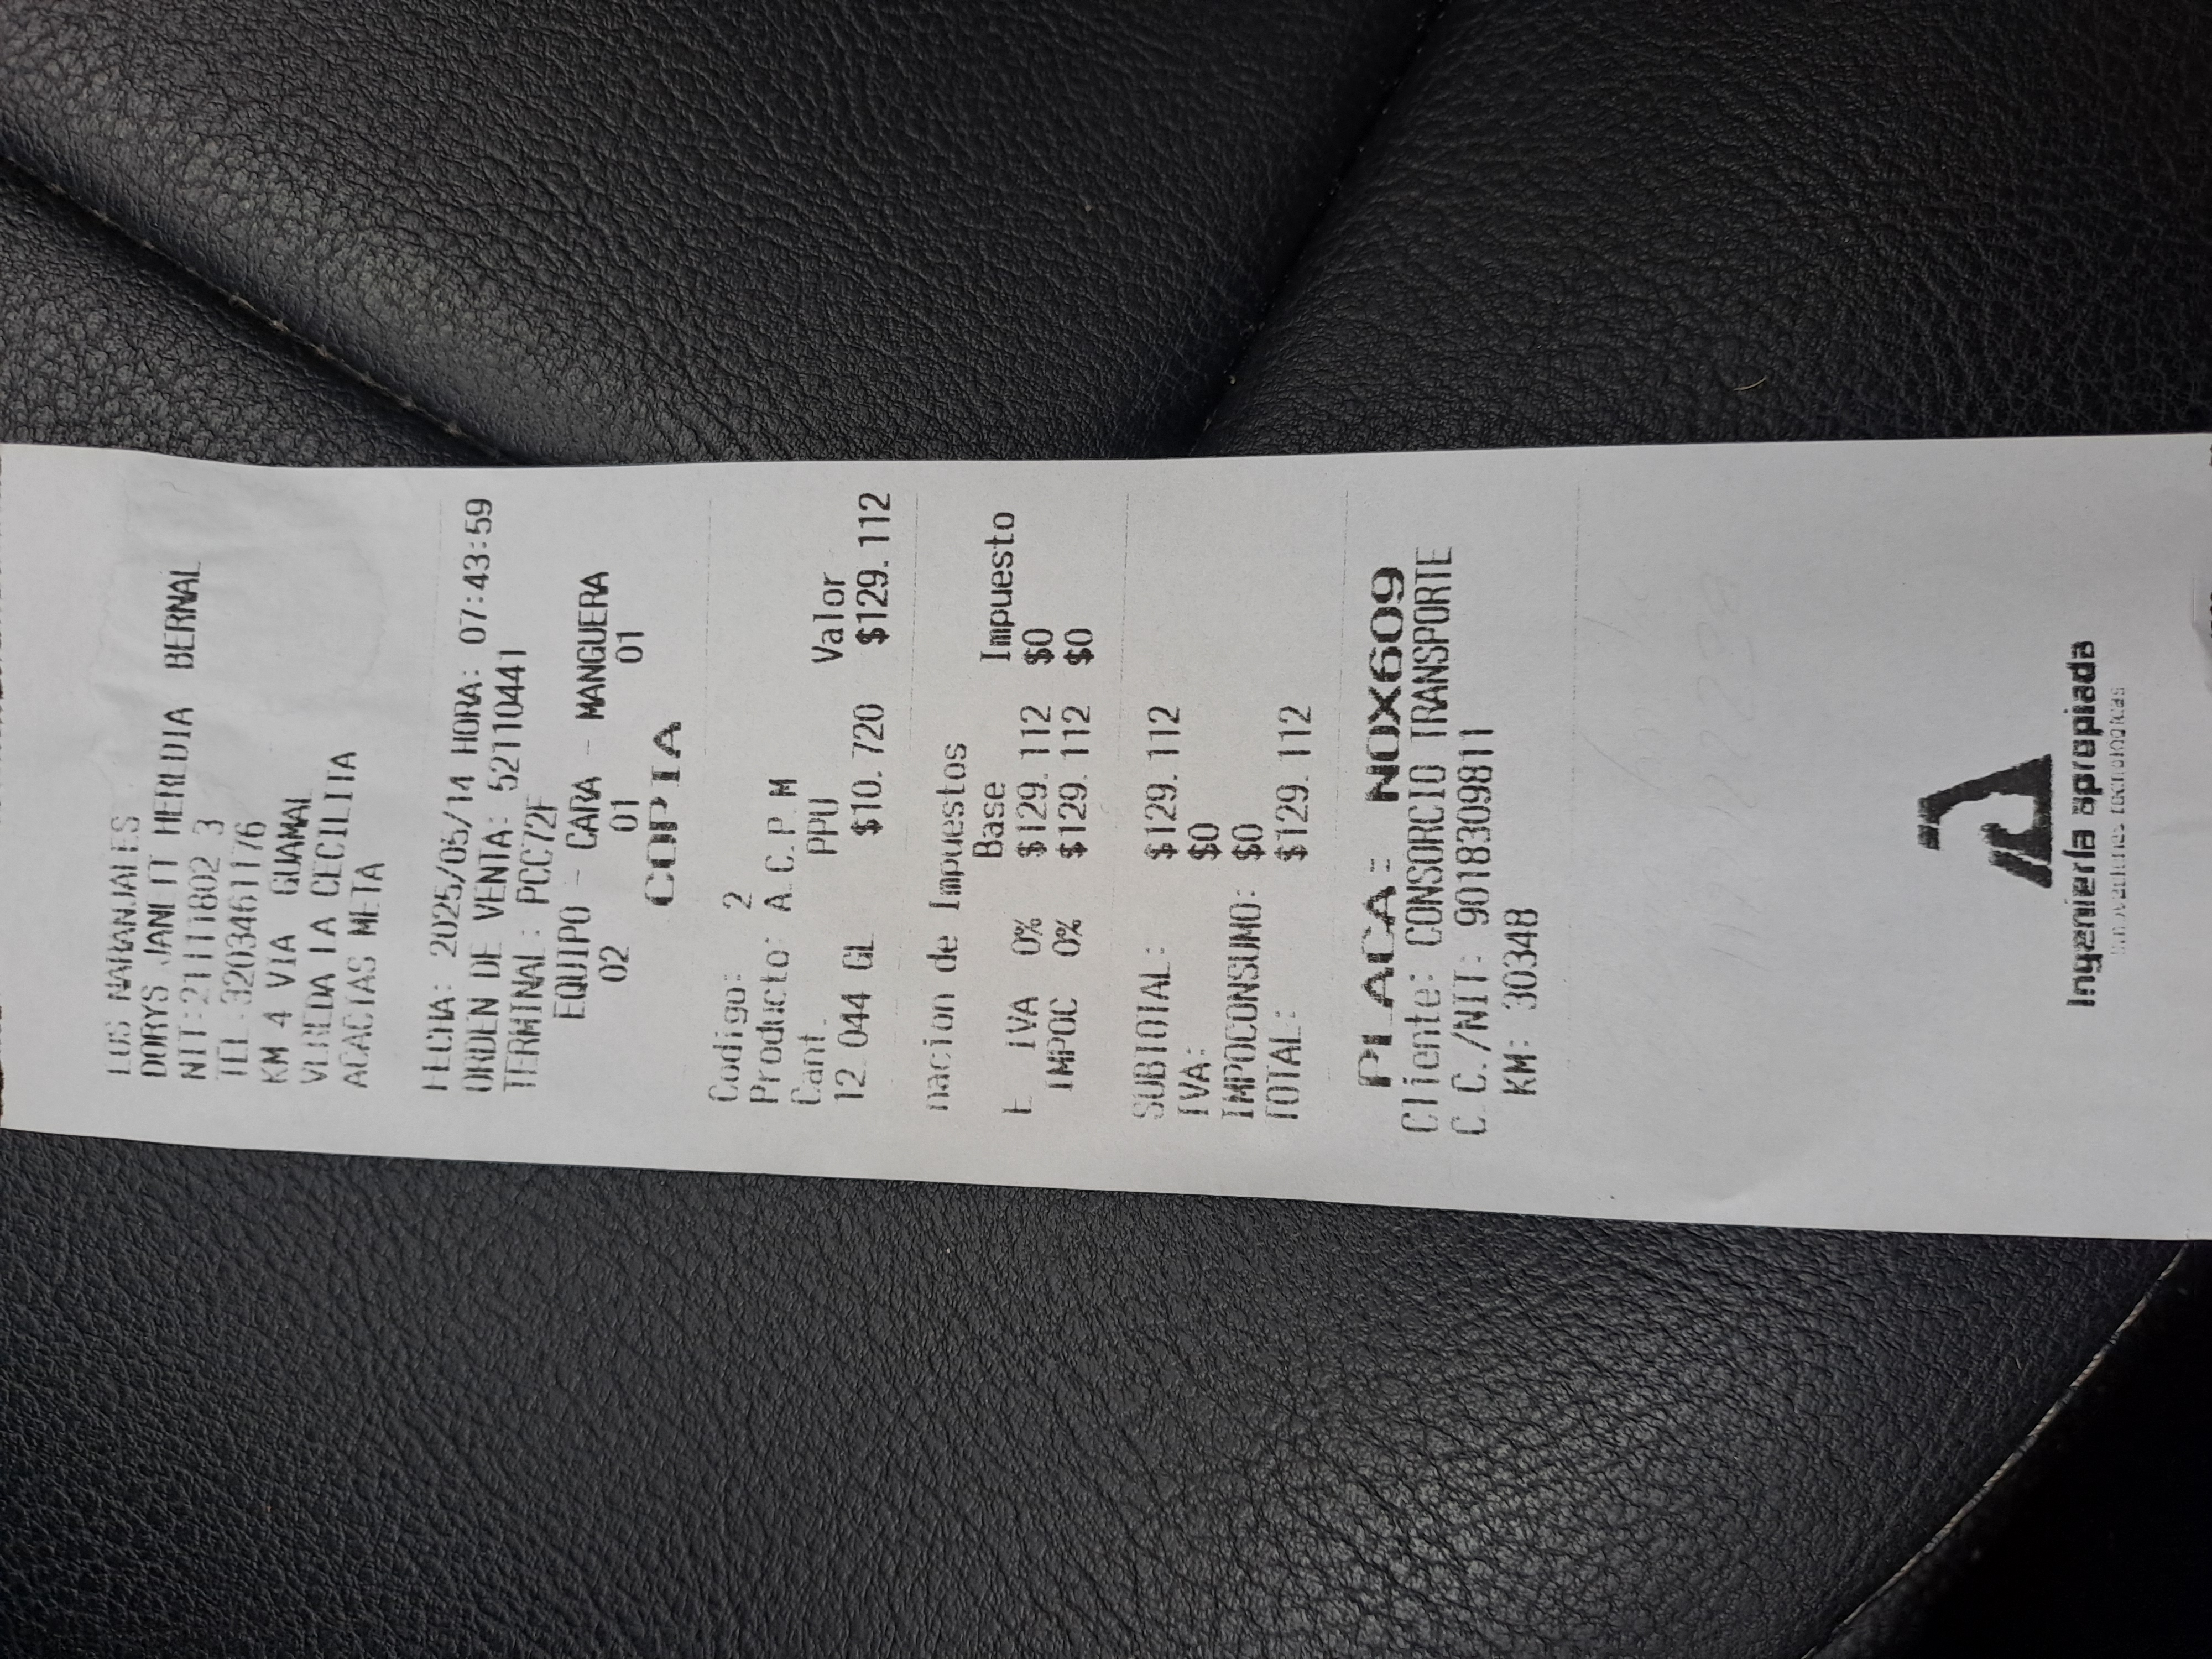 LOS NARANJALES
DORYS JANETT HEREDIA BERNAL
NIT:21111802 3
TEL:3203461176
KM 4 VIA GUAMAL
VEREDA LA CECILITA
ACACIAS META
FECHA: 2025/05/14 HORA: 07:43:59
ORDEN DE VENTA: 52110441
TERMINAL: PCC72F
EQUIPO - CARA - MANGUERA
02 01 01
COPIA
Codigo: 2
Producto: A.C.P.M
Cant. PPU Valor
12.044 GL $10.720 $129.112
nacion de Impuestos
Base Impuesto
IVA 0% $129.112 $0
IMPOC 0% $129.112 $0
SUBTOTAL: $129.112
IVA: $0
IMPOCONSUMO: $0
TOTAL: $129.112
PLACA: NOX609
Cliente: CONSORCIO TRANSPORTE
C.C./NIT: 9018309811
KM: 30348
Ingeniería apropiada
Innovaciones tecnológicas